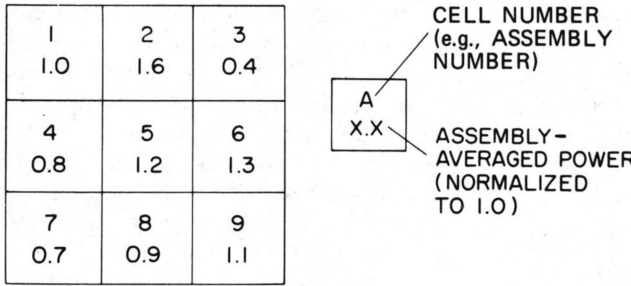 1 2 3
1.0 1.6 0.4
4 5 6
0.8 1.2 1.3
7 8 9
0.7 0.9 1.1
CELL NUMBER
(e.g., ASSEMBLY
NUMBER)
A
X.X
ASSEMBLY-
AVERAGED POWER
(NORMALIZED
TO 1.0)